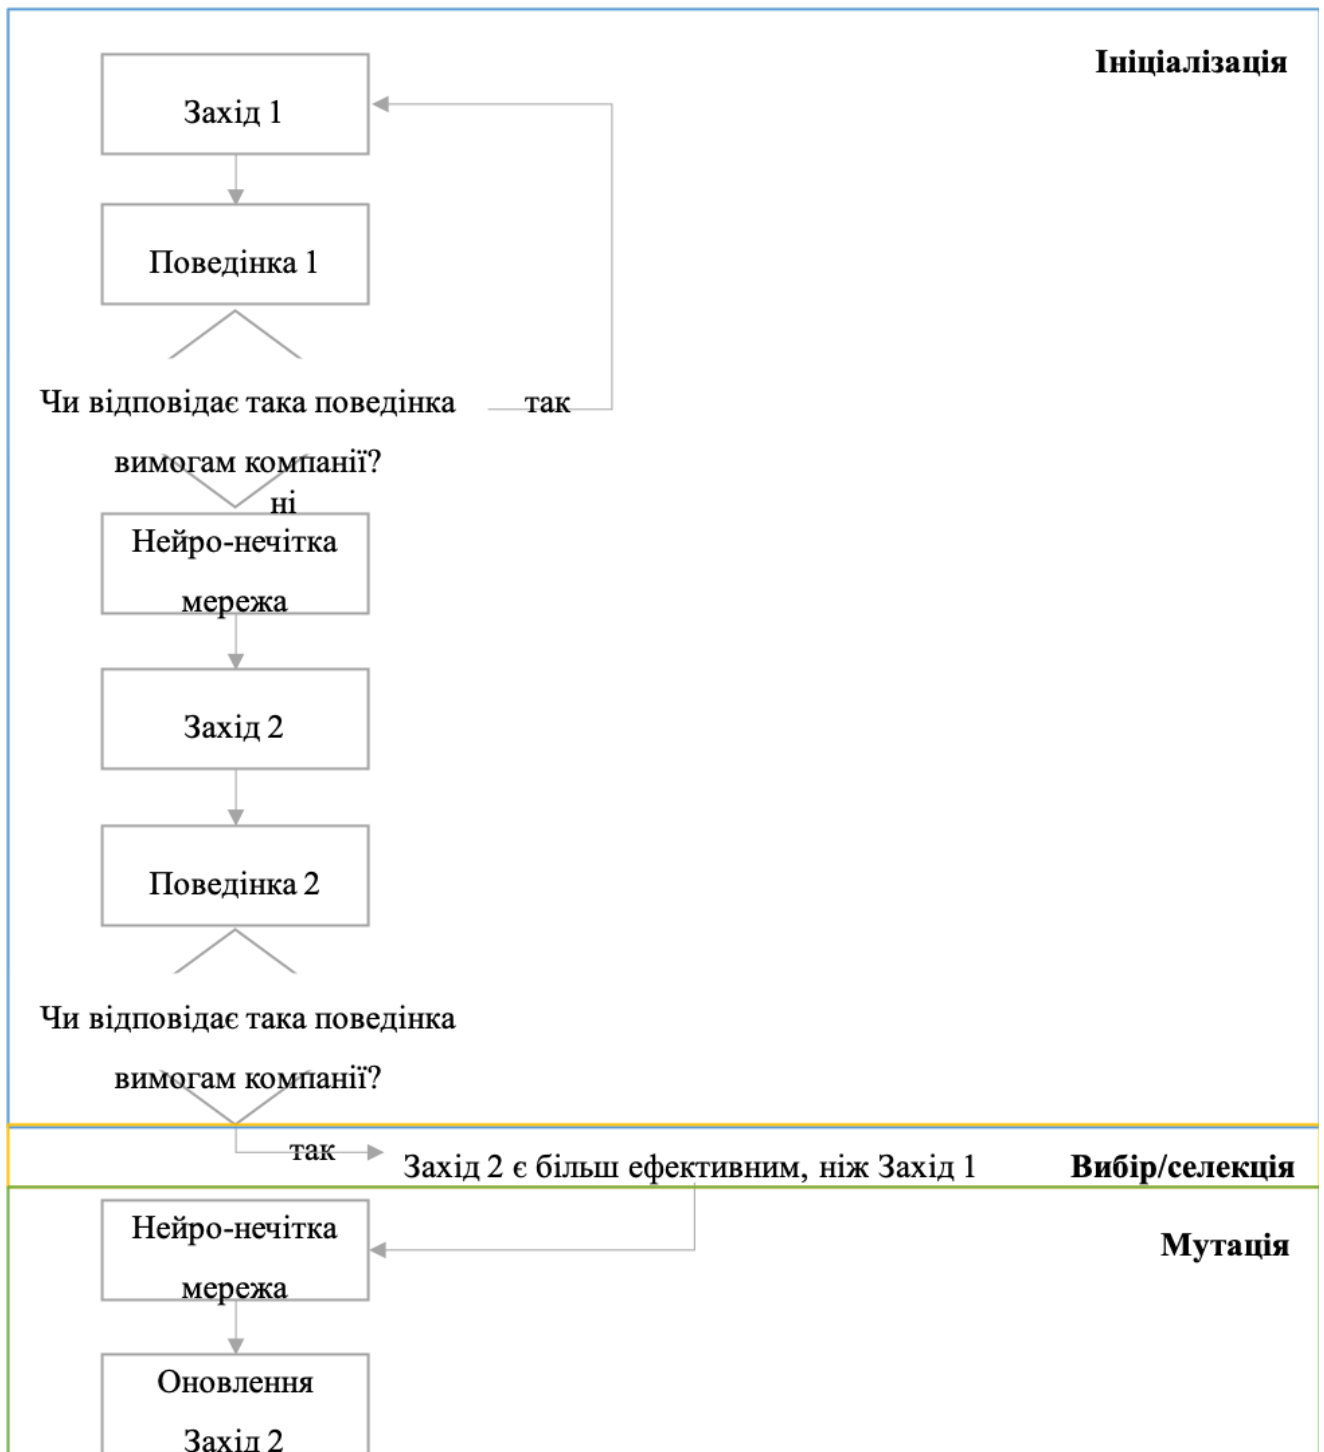 Ініціалізація
Захід 1
Поведінка 1
Чи відповідає така поведінка
так
вимогам компанії?
ні
Нейро-нечітка
мережа
Захід 2
Поведінка 2
Чи відповідає така поведінка
вимогам компанії?
так
Захід 2 є більш ефективним, ніж Захід 1
Вибір/селекція
Нейро-нечітка
мережа
Мутація
Оновлення
Захід 2